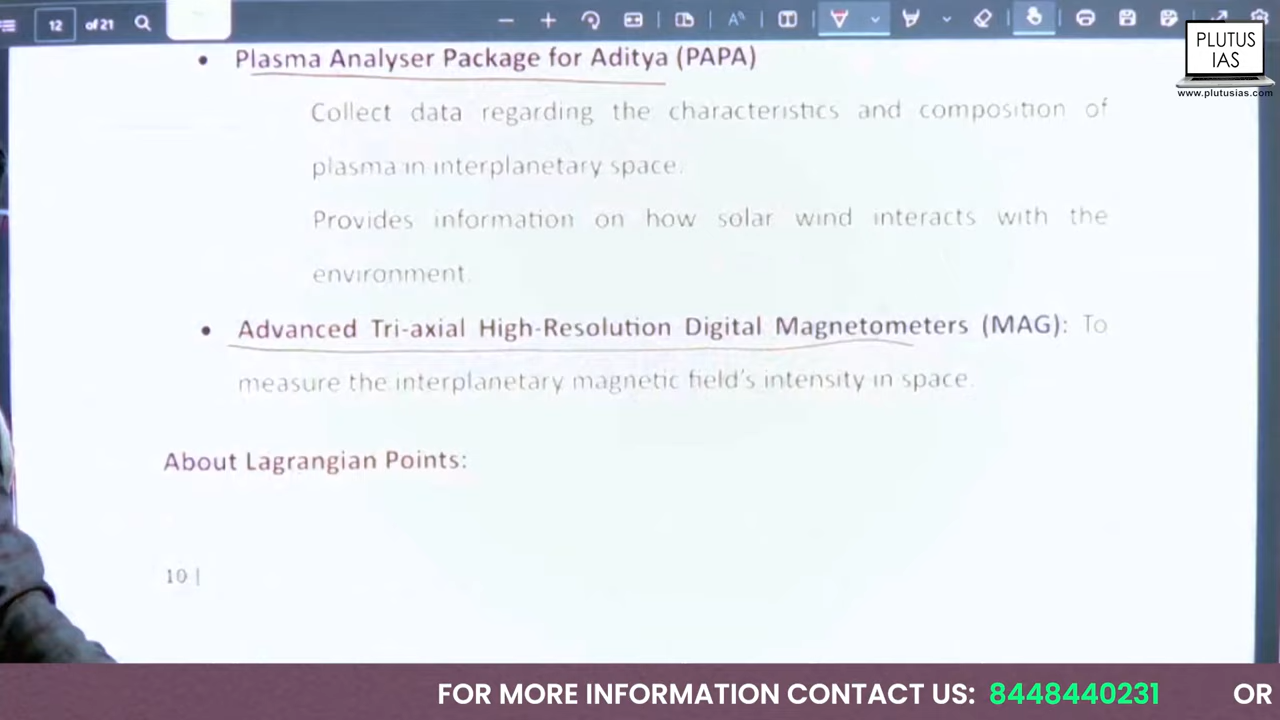 12 of 21
PLUTUS
IAS
www.plutusias.com
• Plasma Analyser Package for Aditya (PAPA)
Collect data regarding the characteristics and composition of
plasma in interplanetary space.
Provides information on how solar wind interacts with the
environment.
• Advanced Tri-axial High-Resolution Digital Magnetometers (MAG): To
measure the interplanetary magnetic field's intensity in space.
About Lagrangian Points:
10 |
FOR MORE INFORMATION CONTACT US: 8448440231 OR